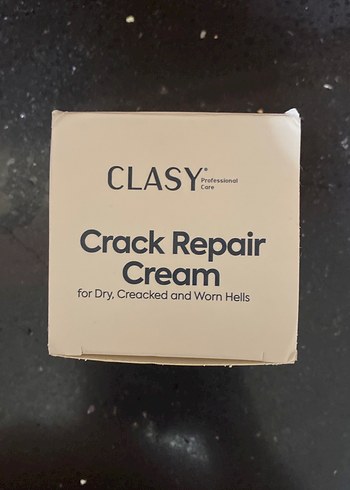 CLASY®
Professional
Care
Crack Repair
Cream
for Dry, Creacked and Worn Hells